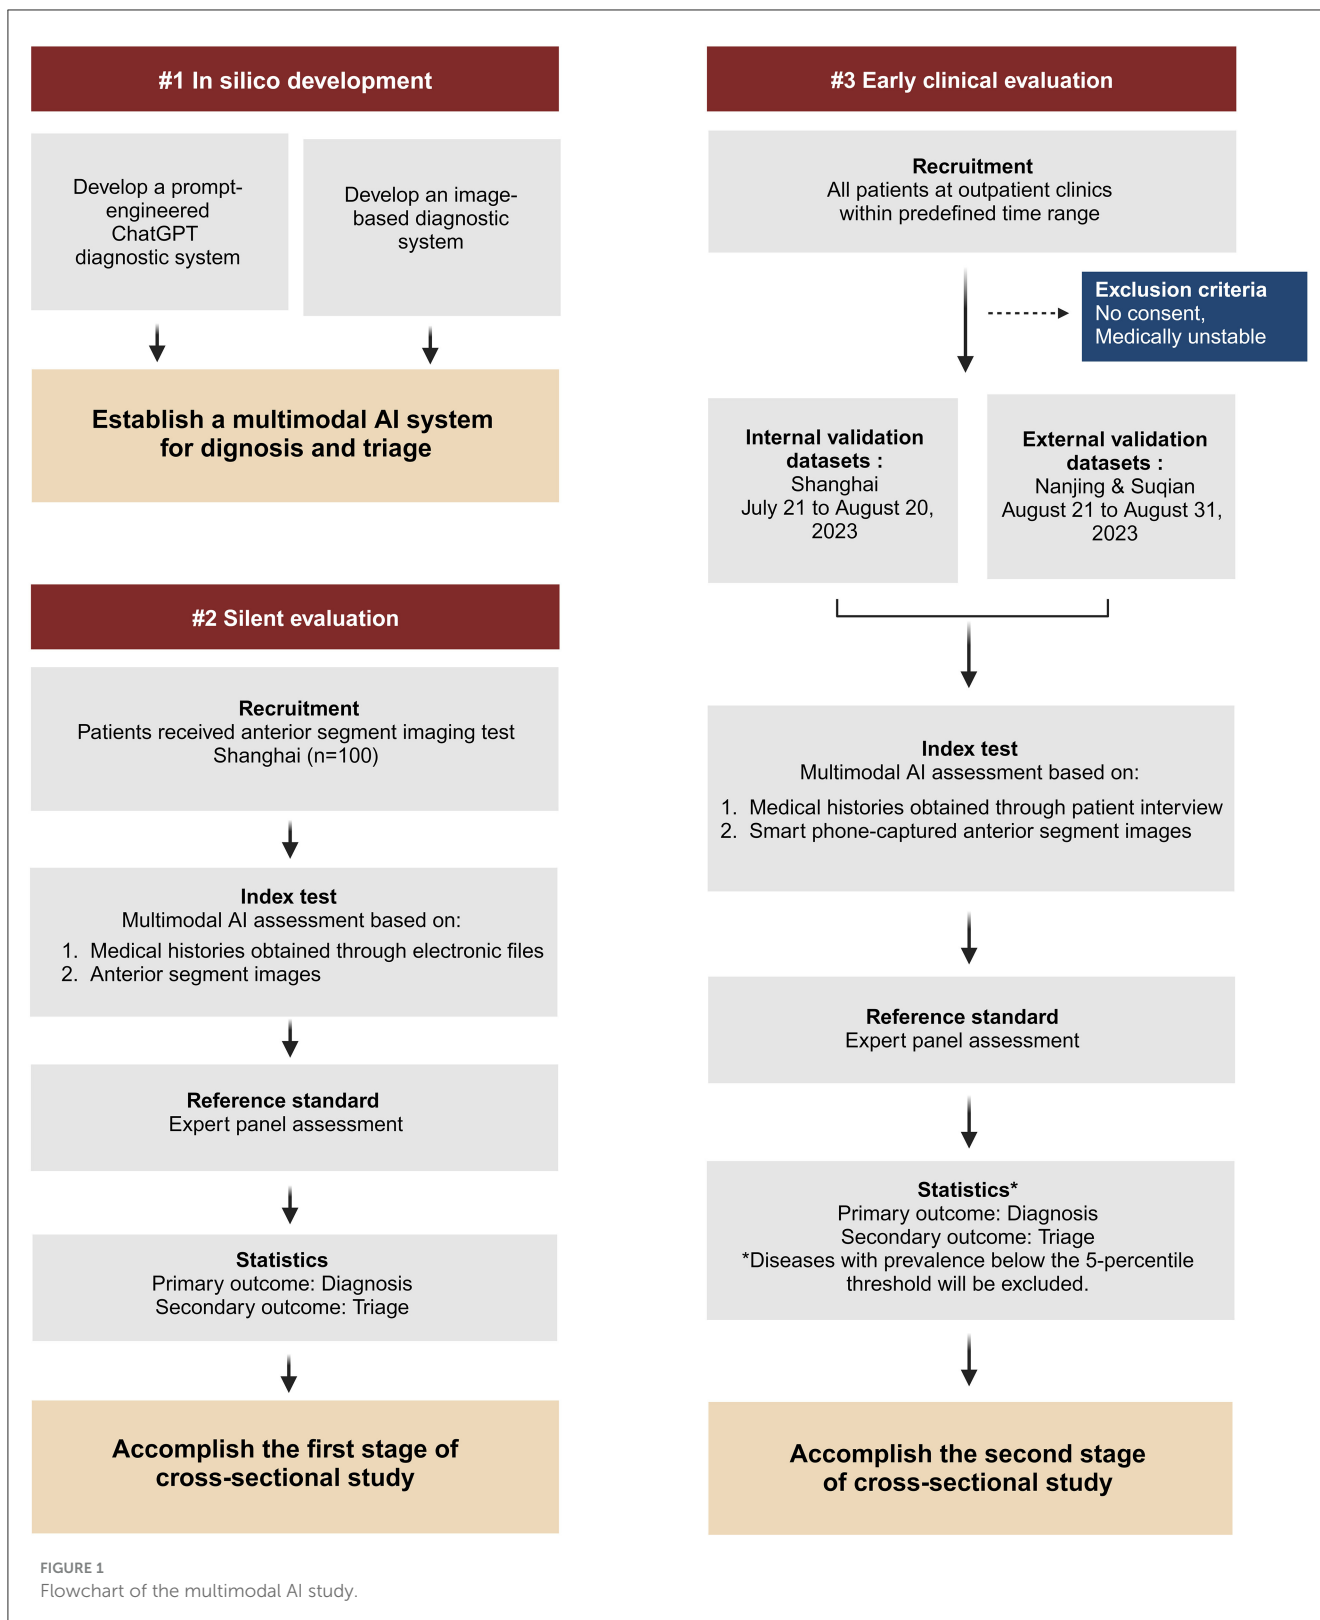 #1 In silico development
Develop a prompt-
engineered
ChatGPT
diagnostic system
Develop an image-
based diagnostic
system
Establish a multimodal AI system
for dignosis and triage
#2 Silent evaluation
Recruitment
Patients received anterior segment imaging test
Shanghai (n=100)
Index test
Multimodal AI assessment based on:
1. Medical histories obtained through electronic files
2. Anterior segment images
Reference standard
Expert panel assessment
Statistics
Primary outcome: Diagnosis
Secondary outcome: Triage
Accomplish the first stage of
cross-sectional study
#3 Early clinical evaluation
Recruitment
All patients at outpatient clinics
within predefined time range
Exclusion criteria
No consent,
Medically unstable
Internal validation
datasets :
Shanghai
July 21 to August 20,
2023
External validation
datasets :
Nanjing & Suqian
August 21 to August 31,
2023
Index test
Multimodal AI assessment based on:
1. Medical histories obtained through patient interview
2. Smart phone-captured anterior segment images
Reference standard
Expert panel assessment
Statistics*
Primary outcome: Diagnosis
Secondary outcome: Triage
*Diseases with prevalence below the 5-percentile
threshold will be excluded.
Accomplish the second stage
of cross-sectional study
FIGURE 1
Flowchart of the multimodal AI study.